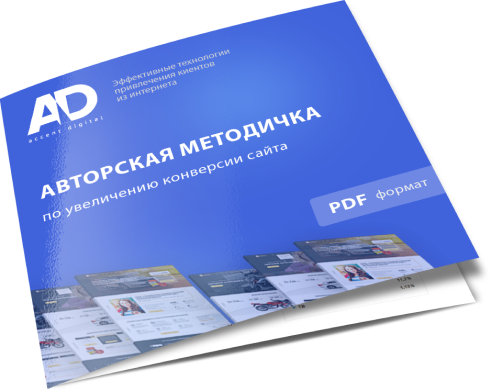 AD
accent digital
Эффективные технологии
привлечения киентов
из интернета
АВТОРСКАЯ МЕТОДИЧКА
по увеличению конверсии сайта
PDF формат